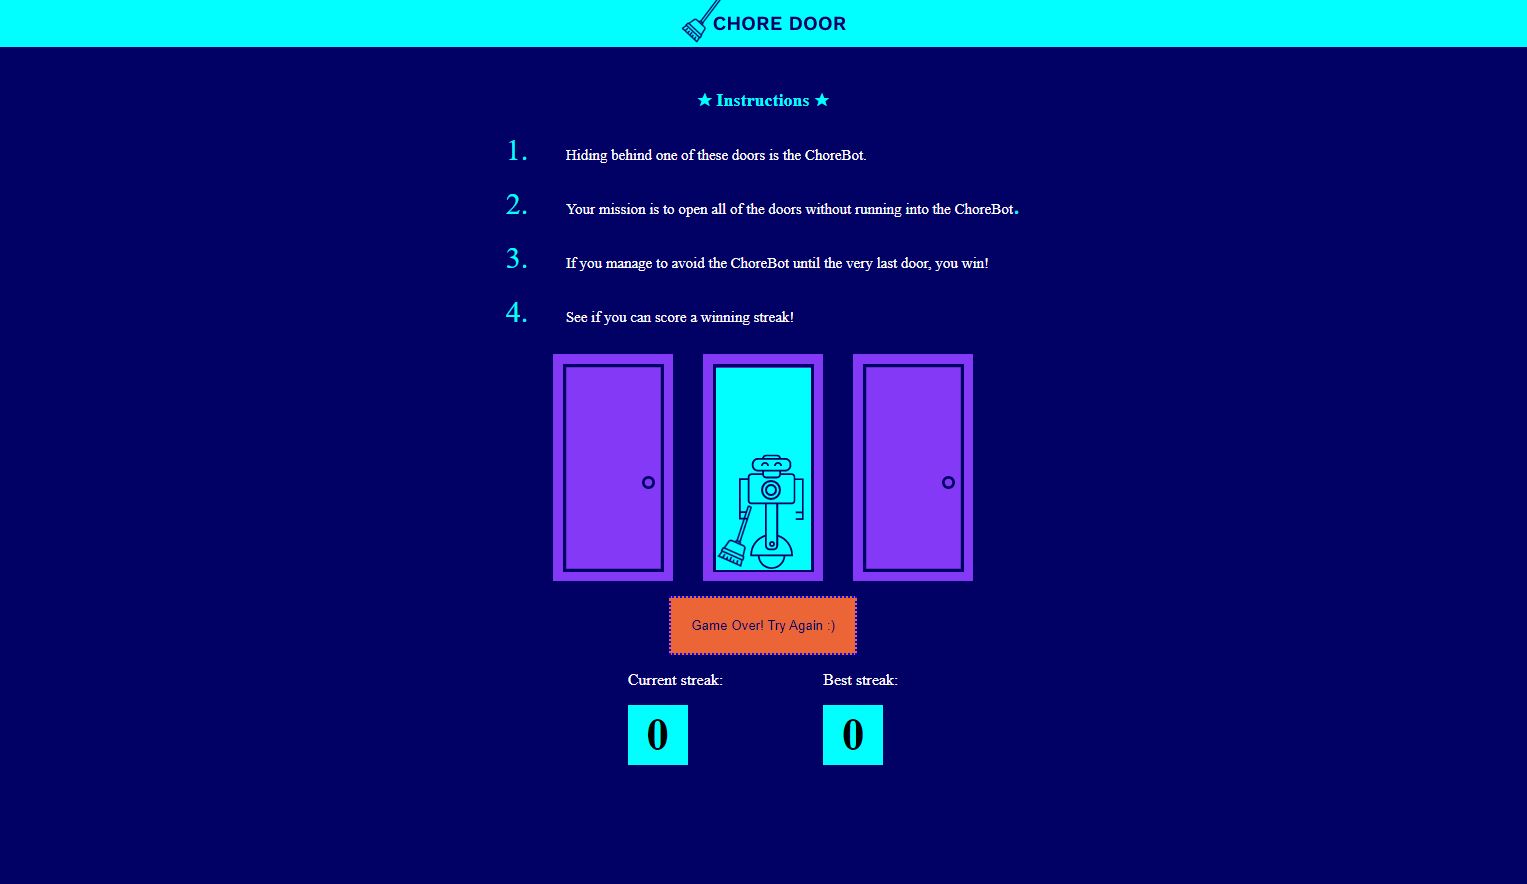 CHORE DOOR
★ Instructions ★
1. Hiding behind one of these doors is the ChoreBot.
2. Your mission is to open all of the doors without running into the ChoreBot.
3. If you manage to avoid the ChoreBot until the very last door, you win!
4. See if you can score a winning streak!
Game Over! Try Again :)
Current streak: Best streak:
0 0